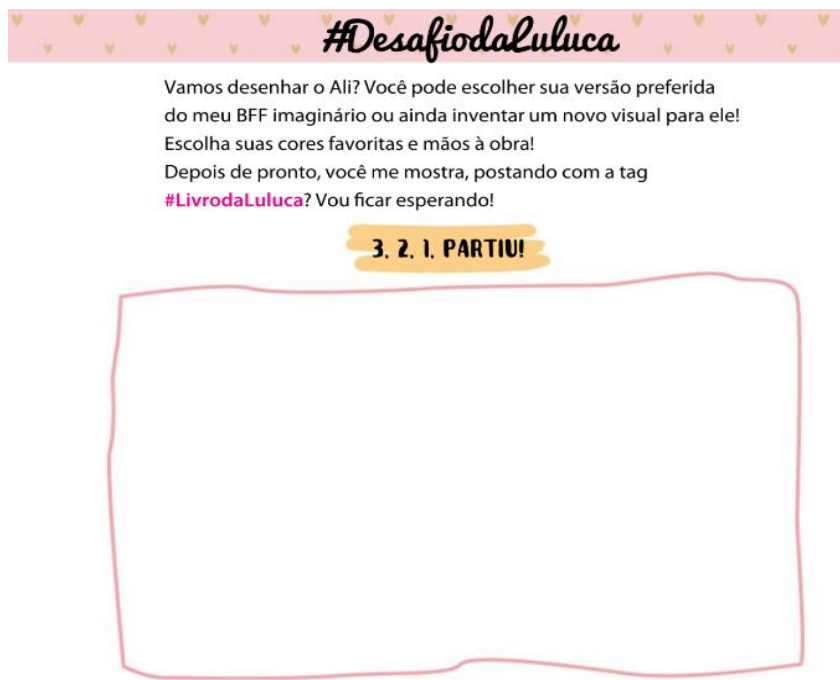 #DesafiodaLuluca
Vamos desenhar o Ali? Você pode escolher sua versão preferida
do meu BFF imaginário ou ainda inventar um novo visual para ele!
Escolha suas cores favoritas e mãos à obra!
Depois de pronto, você me mostra, postando com a tag
#LivrodaLuluca? Vou ficar esperando!
3, 2, 1, PARTIU!